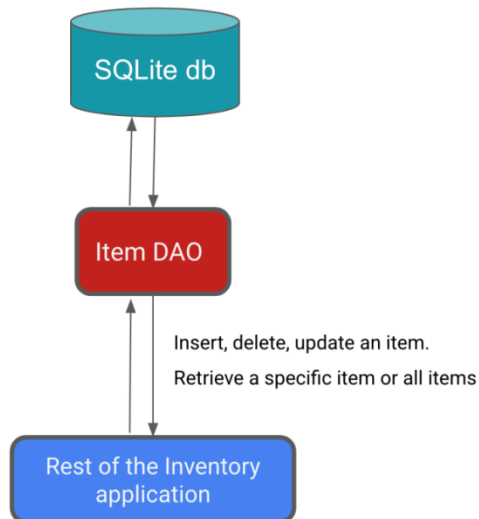 SQLite db
Item DAO
Insert, delete, update an item.
Retrieve a specific item or all items
Rest of the Inventory
application